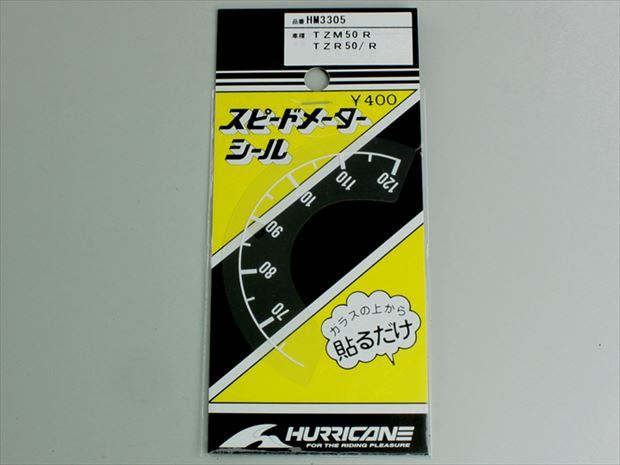 品番 HM3305
車種 TZM50R
TZR50/R
¥400
スピードメーター
シール
120
110
10
90
80
70
ガラスの上から
貼るだけ
HURRICANE
FOR THE RIDING PLEASURE